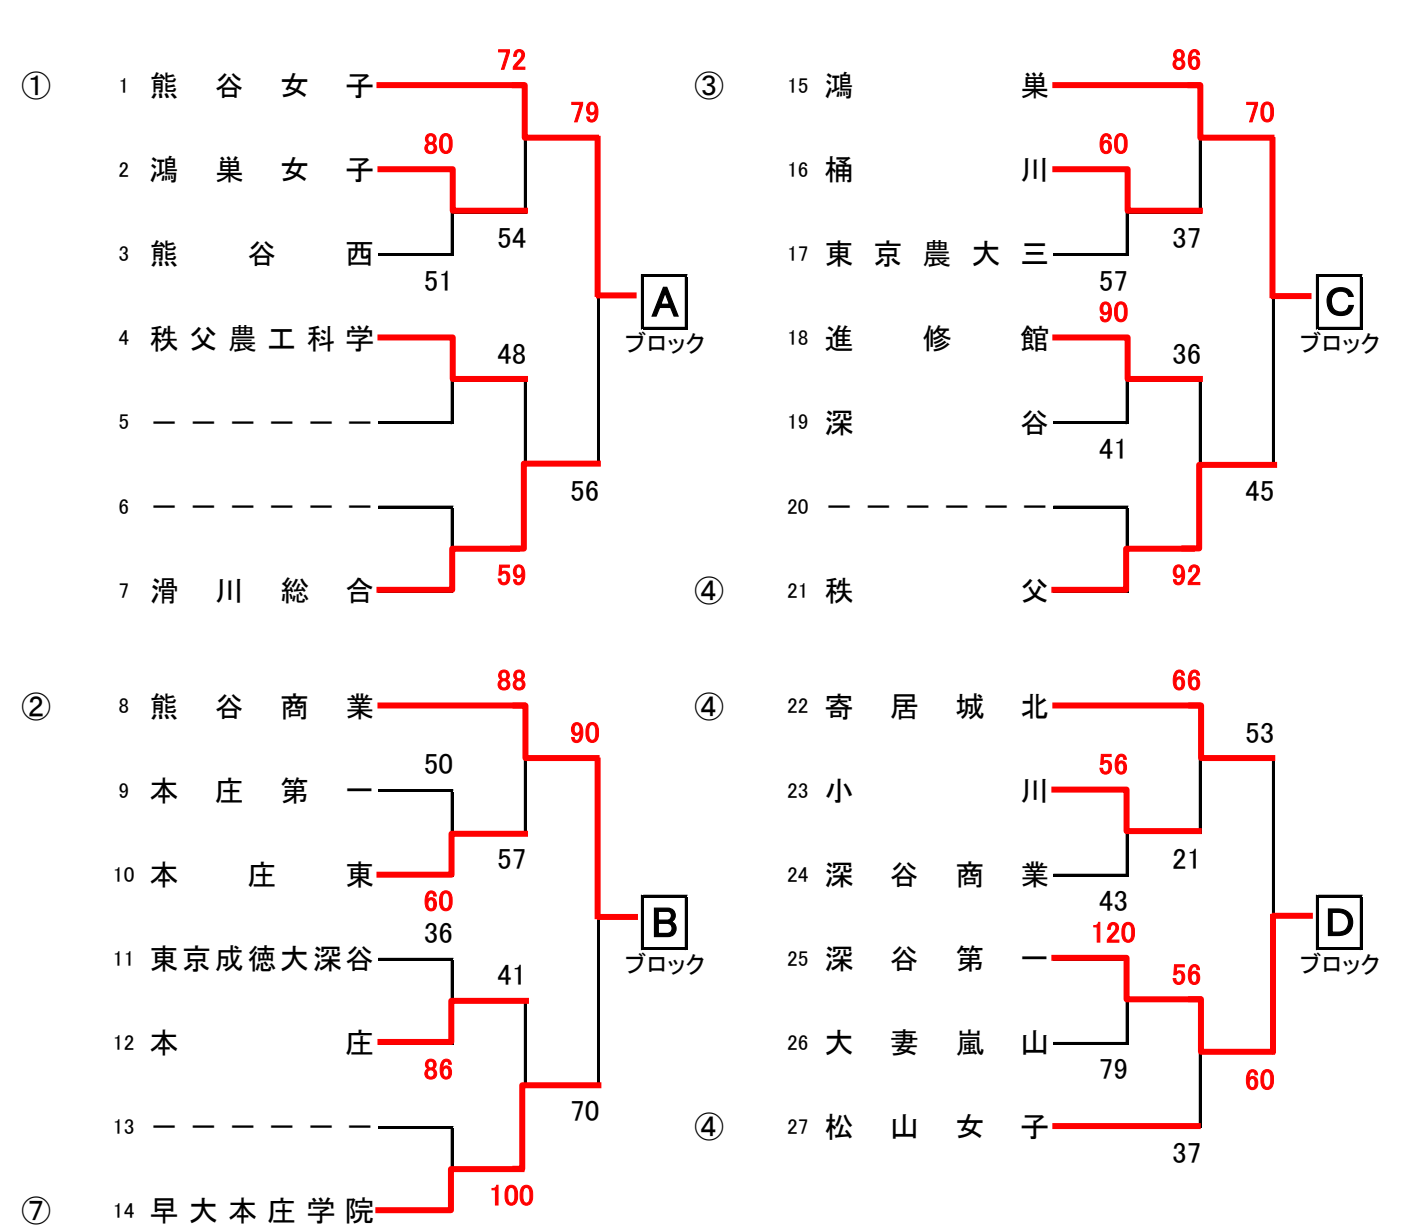 72
① 1 熊谷女子
79
80
2 鴻巣女子
54
3 熊谷西
51
A
ブロック
4 秩父農工科学
48
5 －－－－－－
56
6 －－－－－－
59
7 滑川総合
88
② 8 熊谷商業
90
50
9 本庄第一
57
10 本庄東
60
36
B
ブロック
11 東京成徳大深谷
41
12 本庄
86
70
13 －－－－－－
100
⑦ 14 早大本庄学院
86
③ 15 鴻巣
70
60
16 桶川
37
17 東京農大三
57
90
C
ブロック
18 進修館
36
19 深谷
41
45
20 －－－－－－
92
④ 21 秩父
66
④ 22 寄居城北
53
56
23 小川
21
24 深谷商業
43
120
D
ブロック
25 深谷第一
56
26 大妻嵐山
79
60
④ 27 松山女子
37